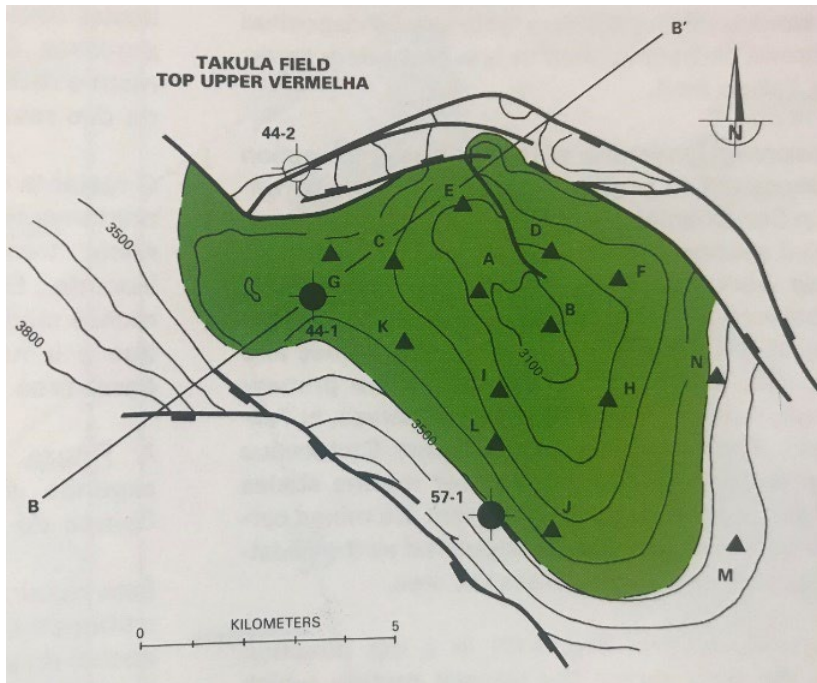 B'
TAKULA FIELD
TOP UPPER VERMELHA
44-2
N
E
3500
D
C
A
F
G
B
3800
44-1
K
3100
N
I
H
L
3500
57-1
B
J
M
KILOMETERS
0 5